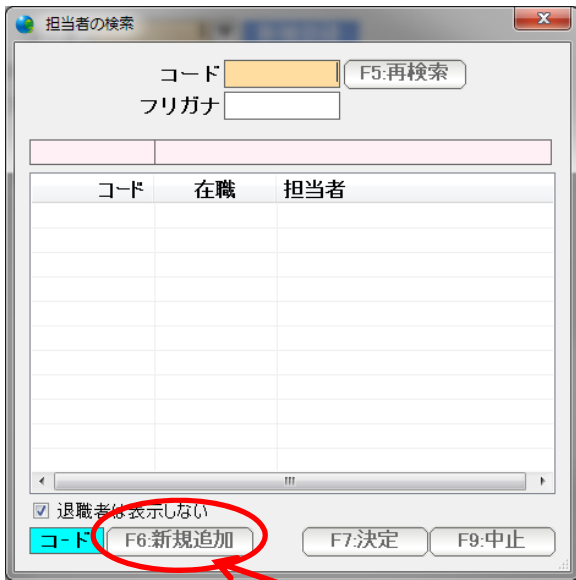 担当者の検索
コード F5:再検索
フリガナ
コード 在職 担当者
退職者は表示しない
コード F6:新規追加 F7:決定 F9:中止